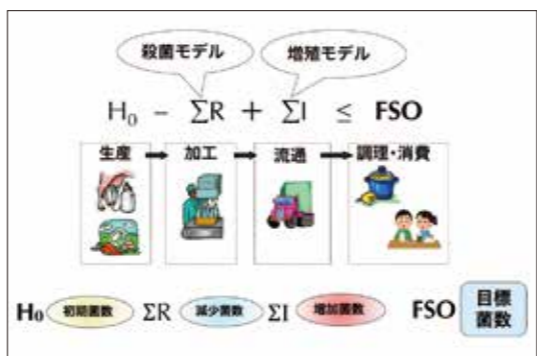 殺菌モデル 増殖モデル
H₀ − ΣR + ΣI ≤ FSO
生産 加工 流通 調理・消費
H₀ 初期菌数 ΣR 減少菌数 ΣI 増加菌数 FSO 目標菌数